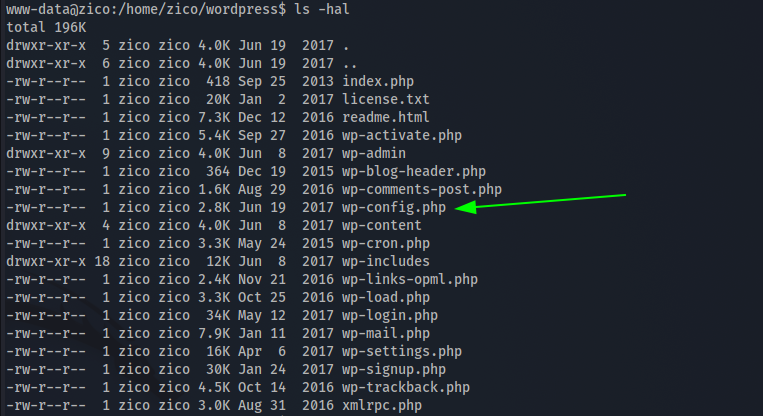 www-data@zico:/home/zico/wordpress$ ls -hal
total 196K
drwxr-xr-x  5 zico zico 4.0K Jun 19  2017 .
drwxr-xr-x  6 zico zico 4.0K Jun 19  2017 ..
-rw-r--r--  1 zico zico  418 Sep 25  2013 index.php
-rw-r--r--  1 zico zico  20K Jan  2  2017 license.txt
-rw-r--r--  1 zico zico 7.3K Dec 12  2016 readme.html
-rw-r--r--  1 zico zico 5.4K Sep 27  2016 wp-activate.php
drwxr-xr-x  9 zico zico 4.0K Jun  8  2017 wp-admin
-rw-r--r--  1 zico zico  364 Dec 19  2015 wp-blog-header.php
-rw-r--r--  1 zico zico 1.6K Aug 29  2016 wp-comments-post.php
-rw-r--r--  1 zico zico 2.8K Jun 19  2017 wp-config.php
drwxr-xr-x  4 zico zico 4.0K Jun  8  2017 wp-content
-rw-r--r--  1 zico zico 3.3K May 24  2015 wp-cron.php
drwxr-xr-x 18 zico zico  12K Jun  8  2017 wp-includes
-rw-r--r--  1 zico zico 2.4K Nov 21  2016 wp-links-opml.php
-rw-r--r--  1 zico zico 3.3K Oct 25  2016 wp-load.php
-rw-r--r--  1 zico zico  34K May 12  2017 wp-login.php
-rw-r--r--  1 zico zico 7.9K Jan 11  2017 wp-mail.php
-rw-r--r--  1 zico zico  16K Apr  6  2017 wp-settings.php
-rw-r--r--  1 zico zico  30K Jan 24  2017 wp-signup.php
-rw-r--r--  1 zico zico 4.5K Oct 14  2016 wp-trackback.php
-rw-r--r--  1 zico zico 3.0K Aug 31  2016 xmlrpc.php